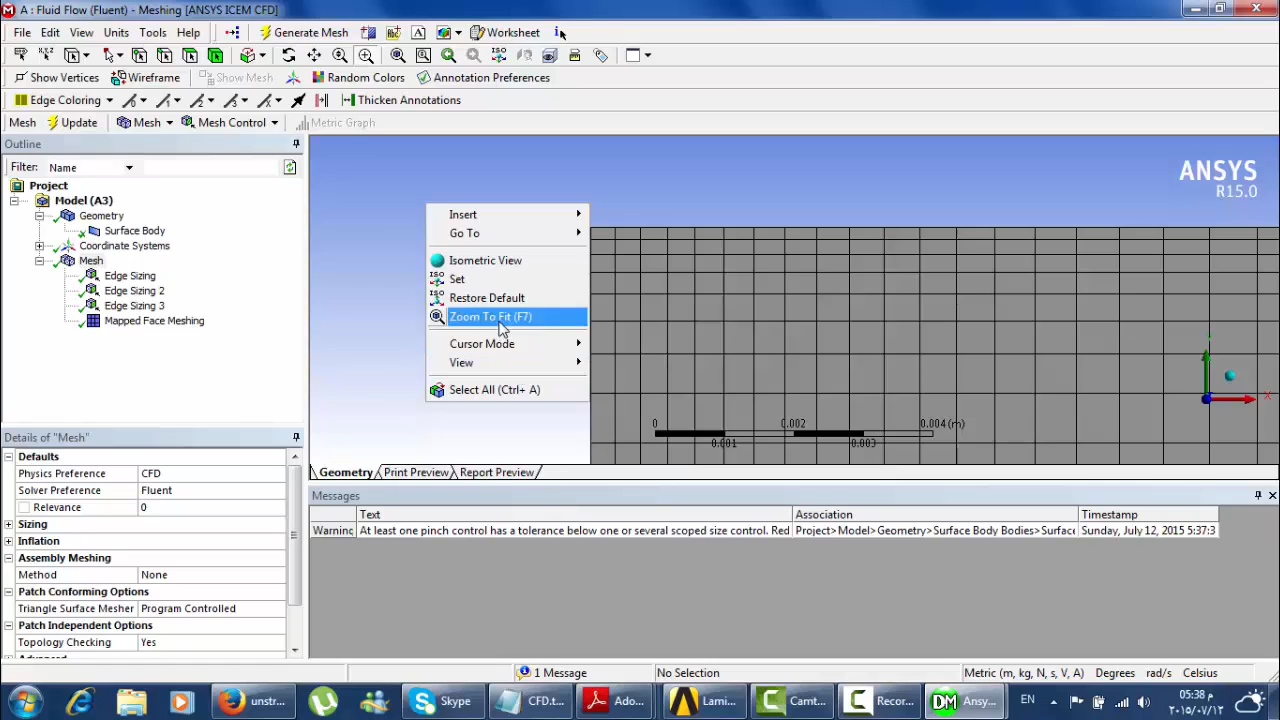 A : Fluid Flow (Fluent) - Meshing [ANSYS ICEM CFD]
File Edit View Units Tools Help Generate Mesh A Worksheet i
Show Vertices Wireframe Show Mesh Random Colors Annotation Preferences
Edge Coloring Thicken Annotations
Mesh Update Mesh Mesh Control Metric Graph
Outline
Filter: Name
Project
Model (A3)
Geometry
Surface Body
Coordinate Systems
Mesh
Edge Sizing
Edge Sizing 2
Edge Sizing 3
Mapped Face Meshing
Insert
Go To
Isometric View
ISO Set
ISO Restore Default
Zoom To Fit (F7)
Cursor Mode
View
Select All (Ctrl+ A)
ANSYS
R15.0
Y
X
0 0.002 0.004 (m)
0.001 0.003
Geometry Print Preview Report Preview
Details of "Mesh"
Defaults
Physics Preference CFD
Solver Preference Fluent
Relevance 0
Sizing
Inflation
Assembly Meshing
Method None
Patch Conforming Options
Triangle Surface Mesher Program Controlled
Patch Independent Options
Topology Checking Yes
Messages
Text Association Timestamp
Warning At least one pinch control has a tolerance below one or several scoped size control. Red Project>Model>Geometry>Surface Body Bodies>Surface Sunday, July 12, 2015 5:37:3
1 Message No Selection Metric (m, kg, N, s, V, A) Degrees rad/s Celsius
unstr... Skype CFD.t... Ado... Lami... Camt... Recor... DM Ansy... EN
05:38 م
٢٠١٥/٠٧/١٢